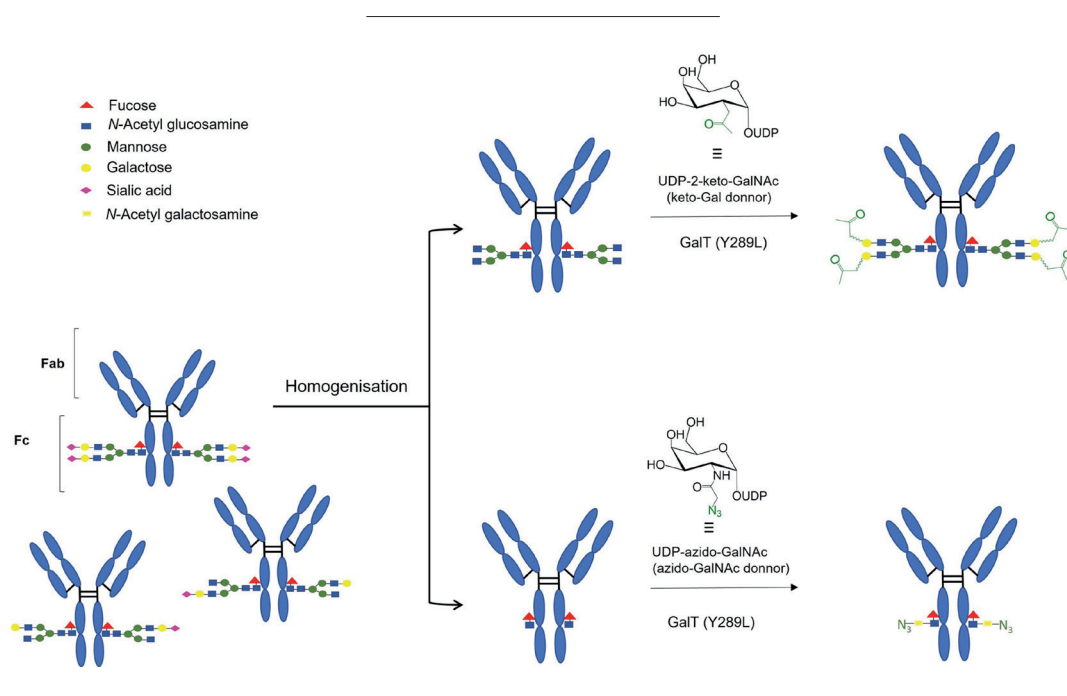 Fucose
N-Acetyl glucosamine
Mannose
Galactose
Sialic acid
N-Acetyl galactosamine
Fab
Fc
Homogenisation
OH
OH
O
HO
O
OUDP
≡
UDP-2-keto-GalNAc
(keto-Gal donnor)
GalT (Y289L)
O
O
O
O
OH
OH
O
HO
NH
O
OUDP
N3
≡
UDP-azido-GalNAc
(azido-GalNAc donnor)
GalT (Y289L)
N3
N3